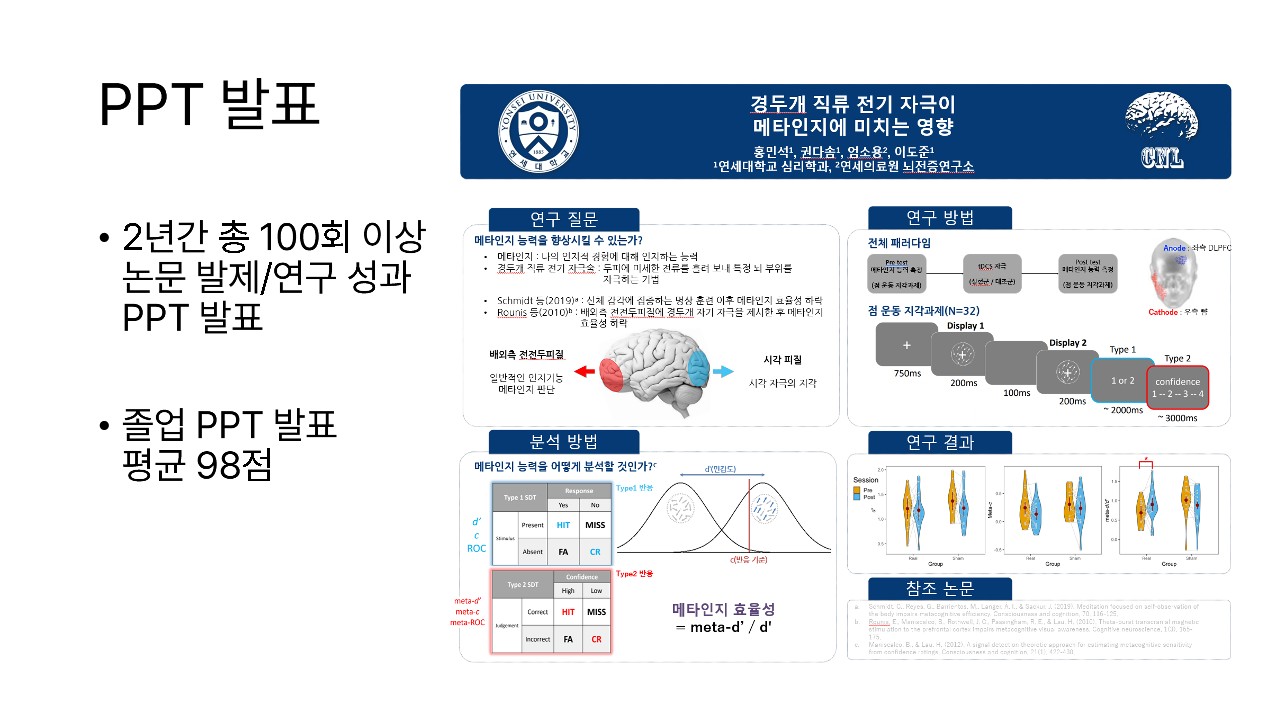 PPT 발표
• 2년간 총 100회 이상
논문 발제/연구 성과
PPT 발표
• 졸업 PPT 발표
평균 98점
YONSEI UNIVERSITY
연세대학교
1885
경두개 직류 전기 자극이
메타인지에 미치는 영향
홍민석¹, 권다솜¹, 엄소용², 이도준¹
¹연세대학교 심리학과, ²연세의료원 뇌전증연구소
CNL
연구 질문
메타인지 능력을 향상시킬 수 있는가?
• 메타인지 : 나의 인지적 경험에 대해 인지하는 능력
• 경두개 직류 전기 자극술 : 두피에 미세한 전류를 흘려 보내 특정 뇌 부위를
자극하는 기법
• Schmidt 등(2019)ᵃ : 신체 감각에 집중하는 명상 훈련 이후 메타인지 효율성 하락
• Rounis 등(2010)ᵇ : 배외측 전전두피질에 경두개 자기 자극을 제시한 후 메타인지
효율성 하락
배외측 전전두피질
일반적인 인지기능
메타인지 판단
시각 피질
시각 자극의 지각
연구 방법
전체 패러다임
Anode : 좌측 DLPFC
Pre test
메타인지 능력 측정
(점 운동 지각과제)
tDCS 자극
(실험군 / 대조군)
Post test
메타인지 능력 측정
(점 운동 지각과제)
Cathode : 우측 뺨
점 운동 지각과제(N=32)
Display 1
Display 2
Type 1
Type 2
+
1 or 2
confidence
1 -- 2 -- 3 -- 4
750ms
200ms
100ms
200ms
~ 2000ms
~ 3000ms
분석 방법
메타인지 능력을 어떻게 분석할 것인가?ᶜ
Type1 반응
Type 1 SDT
Response
Yes
No
Stimulus
Present
HIT
MISS
Absent
FA
CR
d'
c
ROC
d'(민감도)
c(반응 기준)
Type2 반응
Type 2 SDT
Confidence
High
Low
Judgement
Correct
HIT
MISS
Incorrect
FA
CR
meta-d'
meta-c
meta-ROC
메타인지 효율성
= meta-d' / d'
연구 결과
Session
Pre
Post
d'
2.0
1.5
1.0
0.5
Real
Sham
Group
Meta-d'
Real
Sham
Group
meta-d'/d'
*
Real
Sham
Group
참조 논문
a. Schmidt, C., Reyes, G., Barrientos, M., Langer, Á. I., & Sackur, J. (2019). Meditation focused on self-observation of
the body impairs metacognitive efficiency. Consciousness and cognition, 70, 116-125.
b. Rounis, E., Maniscalco, B., Rothwell, J. C., Passingham, R. E., & Lau, H. (2010). Theta-burst transcranial magnetic
stimulation to the prefrontal cortex impairs metacognitive visual awareness. Cognitive neuroscience, 1(3), 165-
175.
c. Maniscalco, B., & Lau, H. (2012). A signal detection theoretic approach for estimating metacognitive sensitivity
from confidence ratings. Consciousness and cognition, 21(1), 422-430.